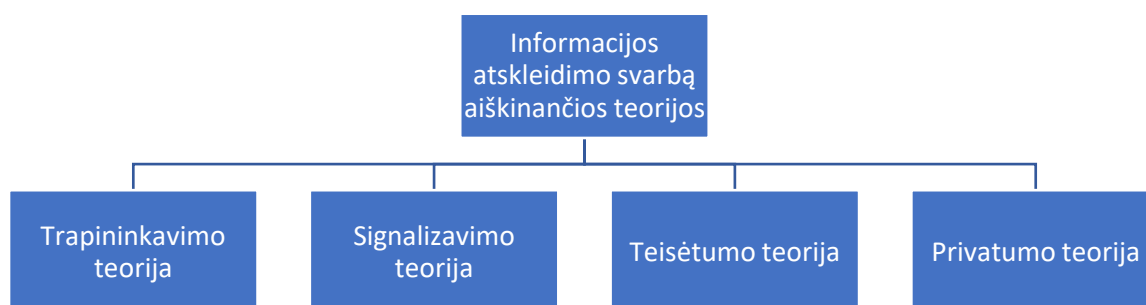 Informacijos
atskleidimo svarbą
aiškinančios teorijos
Trapininkavimo
teorija
Signalizavimo
teorija
Teisėtumo teorija
Privatumo teorija